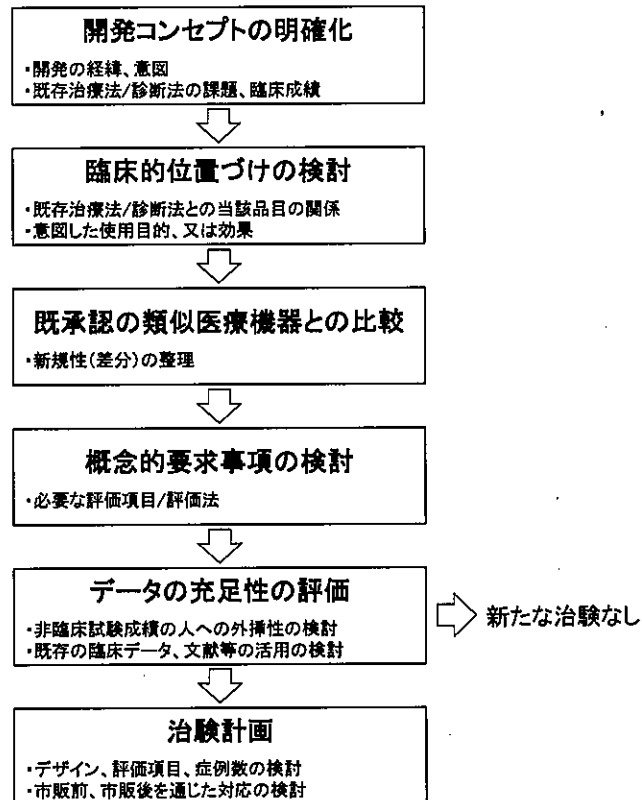 開発コンセプトの明確化
・開発の経緯、意図
・既存治療法/診断法の課題、臨床成績
臨床的位置づけの検討
・既存治療法/診断法との当該品目の関係
・意図した使用目的、又は効果
既承認の類似医療機器との比較
・新規性(差分)の整理
概念的要求事項の検討
・必要な評価項目/評価法
データの充足性の評価
・非臨床試験成績の人への外挿性の検討
・既存の臨床データ、文献等の活用の検討
新たな治験なし
治験計画
・デザイン、評価項目、症例数の検討
・市販前、市販後を通じた対応の検討